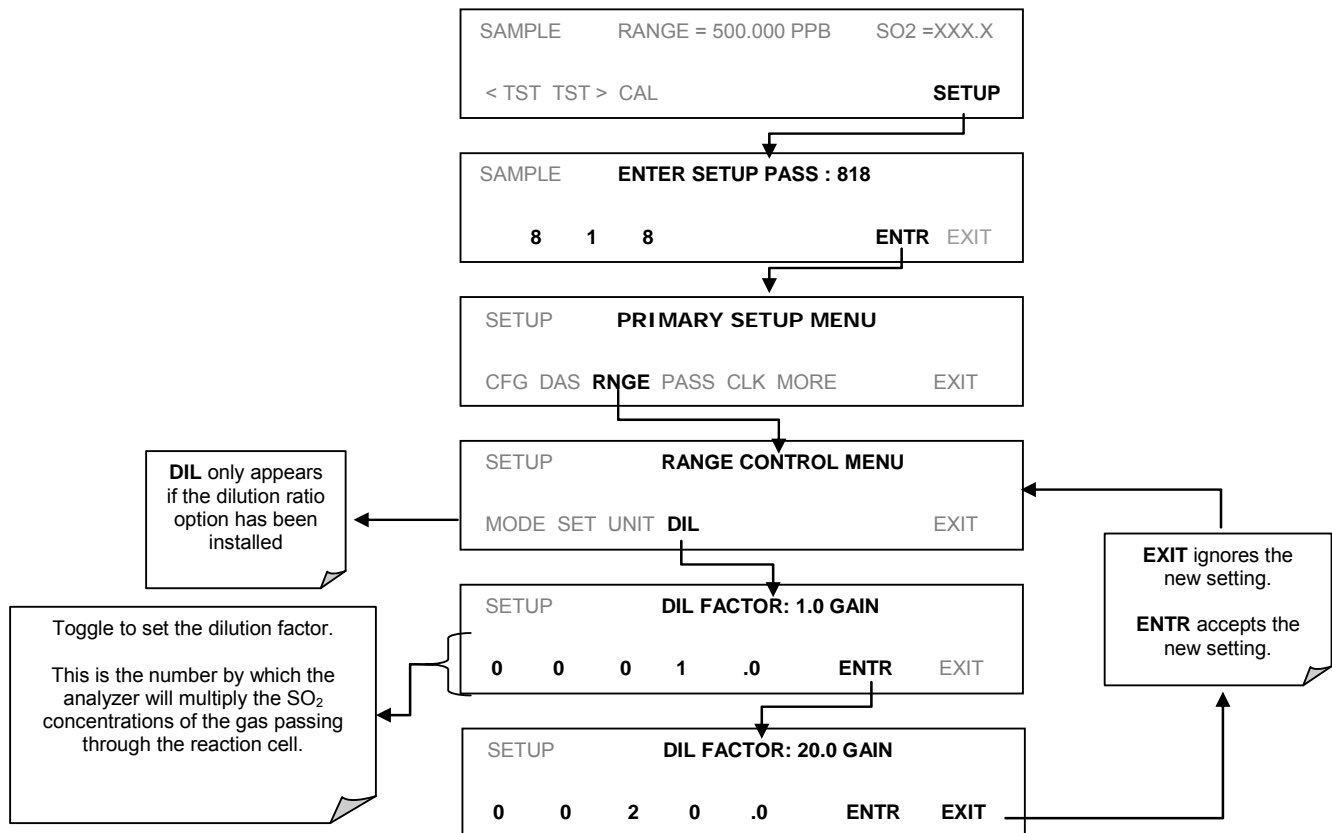 SAMPLE RANGE = 500.000 PPB SO2 =XXX.X
< TST TST > CAL SETUP
SAMPLE ENTER SETUP PASS : 818
8 1 8 ENTR EXIT
SETUP PRIMARY SETUP MENU
CFG DAS RNGE PASS CLK MORE EXIT
SETUP RANGE CONTROL MENU
MODE SET UNIT DIL EXIT
DIL only appears
if the dilution ratio
option has been
installed
SETUP DIL FACTOR: 1.0 GAIN
0 0 0 1 .0 ENTR EXIT
Toggle to set the dilution factor.
This is the number by which the
analyzer will multiply the SO₂
concentrations of the gas passing
through the reaction cell.
SETUP DIL FACTOR: 20.0 GAIN
0 0 2 0 .0 ENTR EXIT
EXIT ignores the
new setting.
ENTR accepts the
new setting.